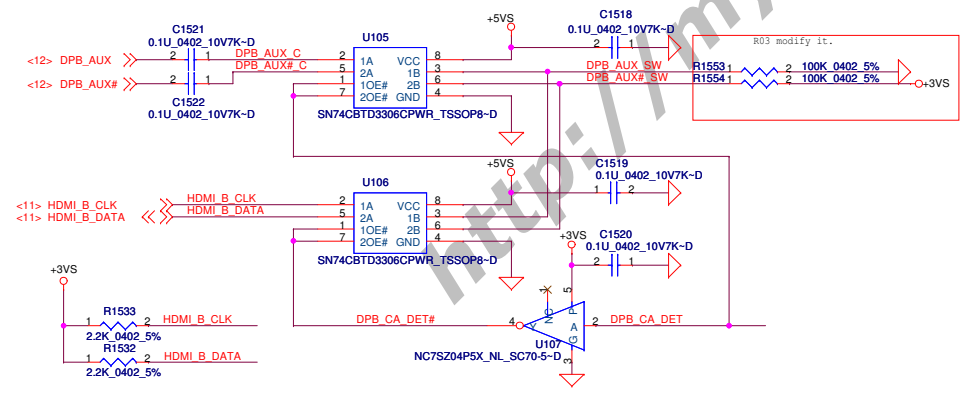 C1521
0.1U_0402_10V7K~D
<12> DPB_AUX
2 1
DPB_AUX_C
<12> DPB_AUX#
2 1
DPB_AUX#_C
C1522
0.1U_0402_10V7K~D
U105
2 1A VCC 8
5 2A 1B 3
1 1OE# 2B 6
7 2OE# GND 4
SN74CBTD3306CPWR_TSSOP8~D
+5VS
C1518
0.1U_0402_10V7K~D
2 1
R03 modify it.
DPB_AUX_SW
R1553 1 2 100K_0402_5%
DPB_AUX#_SW
R1554 1 2 100K_0402_5%
+3VS
<11> HDMI_B_CLK
HDMI_B_CLK
<11> HDMI_B_DATA
HDMI_B_DATA
U106
2 1A VCC 8
5 2A 1B 3
1 1OE# 2B 6
7 2OE# GND 4
SN74CBTD3306CPWR_TSSOP8~D
+5VS
C1519
0.1U_0402_10V7K~D
1 2
+3VS
C1520
0.1U_0402_10V7K~D
2 1
+3VS
R1533
1 2 HDMI_B_CLK
2.2K_0402_5%
R1532
1 2 HDMI_B_DATA
2.2K_0402_5%
DPB_CA_DET#
4 Y A 2
1 NC
5 P
G 3
DPB_CA_DET
U107
NC7SZ04P5X_NL_SC70-5~D
http://my